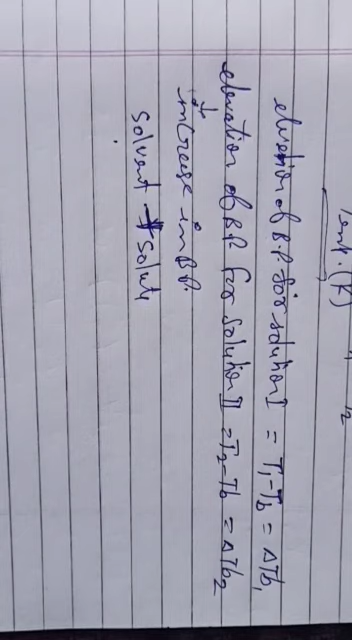 Temp. (K)
elevation of B.P for solution I = T1-Tb = ΔTb1
elevation of B.P for solution II = T2-Tb = ΔTb2
↓
increase in B.P.
Solvent + Solute